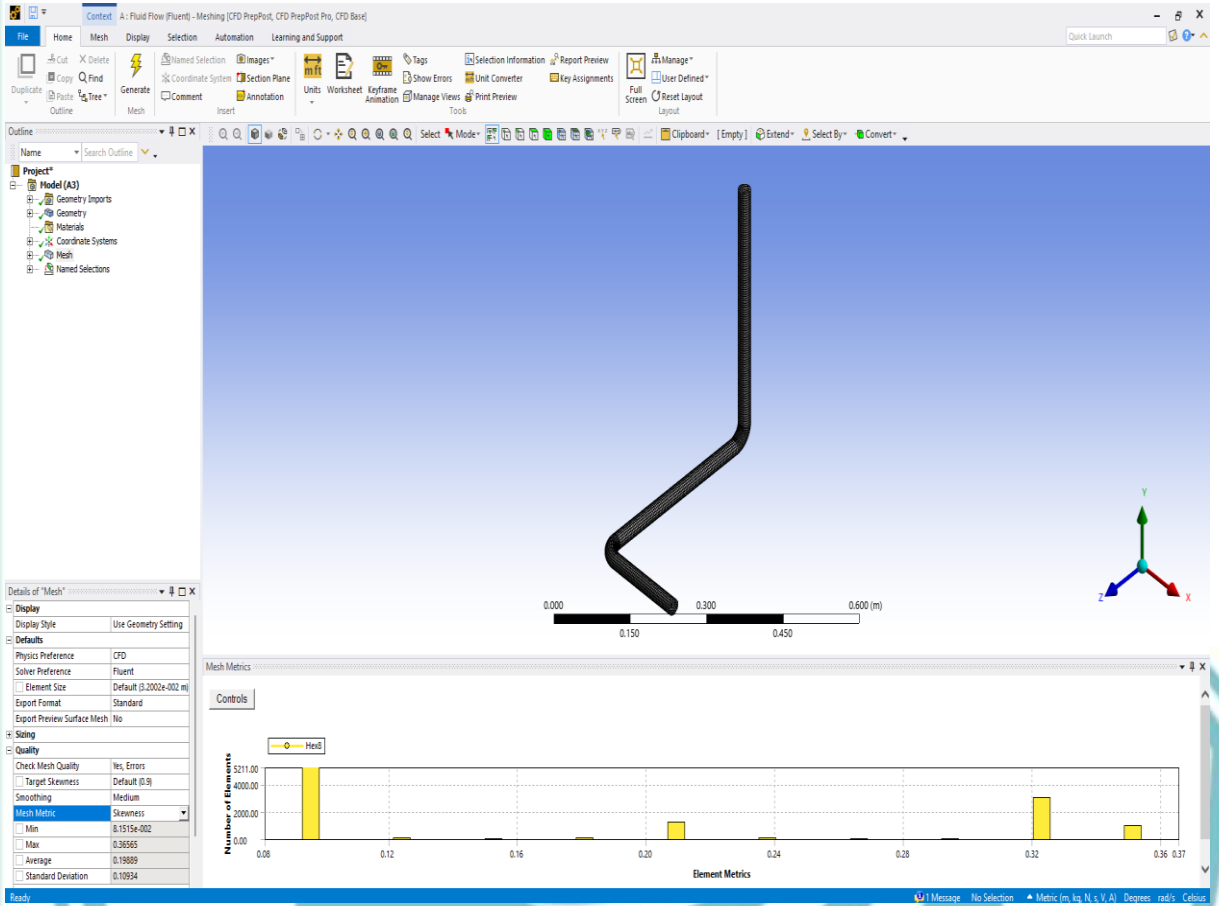 Context A : Fluid Flow (Fluent) - Meshing [CFD PrepPost, CFD PrepPost Pro, CFD Base]
File Home Mesh Display Selection Automation Learning and Support Quick Launch
Duplicate Cut Copy Paste Delete Find Tree
Outline
Generate
Mesh
Named Selection Coordinate System Comment Images Section Plane Annotation
Insert
mft
Units Worksheet Keyframe Animation Tags Show Errors Manage Views Selection Information Unit Converter Print Preview Report Preview Key Assignments
Tools
Full Screen Manage User Defined Reset Layout
Layout
Outline
Name Search Outline
Select Mode Clipboard [Empty] Extend Select By Convert
Project*
Model (A3)
Geometry Imports
Geometry
Materials
Coordinate Systems
Mesh
Named Selections
Y
Z X
0.000 0.300 0.600 (m)
0.150 0.450
Details of "Mesh"
Display
Display Style Use Geometry Setting
Defaults
Physics Preference CFD
Solver Preference Fluent
Element Size Default (3.2002e-002 m)
Export Format Standard
Export Preview Surface Mesh No
Sizing
Quality
Check Mesh Quality Yes, Errors
Target Skewness Default (0.9)
Smoothing Medium
Mesh Metric Skewness
Min 8.1515e-002
Max 0.36565
Average 0.19889
Standard Deviation 0.10934
Mesh Metrics
Controls
Hex8
Number of Elements
5211.00
4000.00
2000.00
0.00
0.08 0.12 0.16 0.20 0.24 0.28 0.32 0.36 0.37
Element Metrics
Ready 1 Message No Selection Metric (m, kg, N, s, V, A) Degrees rad/s Celsius